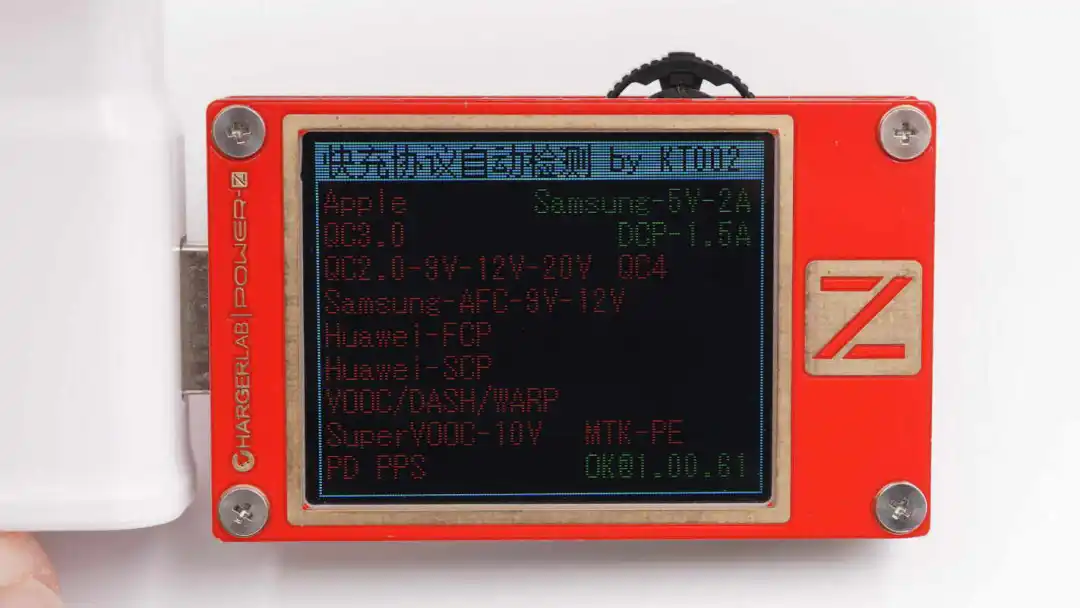 快充协议自动检测 by KT002
Apple Samsung-5V-2A
QC3.0 DCP-1.5A
QC2.0-9V-12V-20V QC4
Samsung-AFC-9V-12V
Huawei-FCP
Huawei-SCP
VOOC/DASH/WARP
SuperVOOC-10V MTK-PE
PD PPS OK@1.00.61
CHARGERLAB | POWER-Z
Z